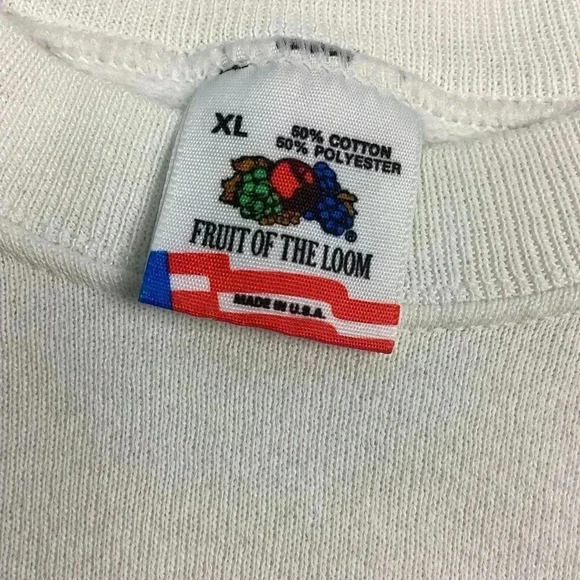 XL
50% COTTON
50% POLYESTER
®
FRUIT OF THE LOOM
MADE IN U.S.A.